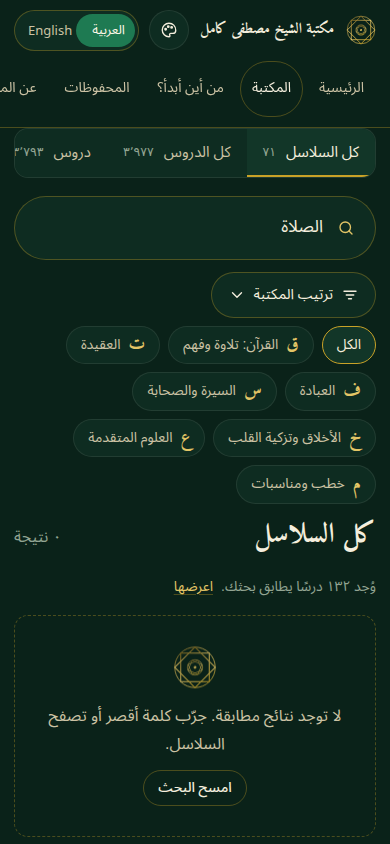 مكتبة الشيخ مصطفى كامل
العربية English
الرئيسية المكتبة من أين أبدأ؟ المحفوظات عن الم
كل السلاسل ٧١ كل الدروس ٣٬٩٧٧ دروس ٣٬٧٩٣
الصلاة
ترتيب المكتبة
الكل ق القرآن: تلاوة وفهم ت العقيدة
ف العبادة س السيرة والصحابة
خ الأخلاق وتزكية القلب ع العلوم المتقدمة
م خطب ومناسبات
كل السلاسل ٠ نتيجة
وُجد ١٣٢ درسًا يطابق بحثك. اعرضها
لا توجد نتائج مطابقة. جرّب كلمة أقصر أو تصفح
السلاسل.
امسح البحث